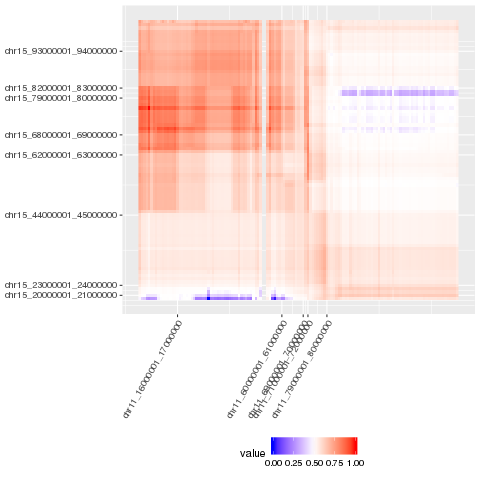 chr15_93000001_94000000
chr15_82000001_83000000
chr15_79000001_80000000
chr15_68000001_69000000
chr15_62000001_63000000
chr15_44000001_45000000
chr15_23000001_24000000
chr15_20000001_21000000
chr11_16000001_17000000
chr11_60000001_61000000
chr11_71000001_72000000
chr11_79000001_80000000
value
0.00 0.25 0.50 0.75 1.00